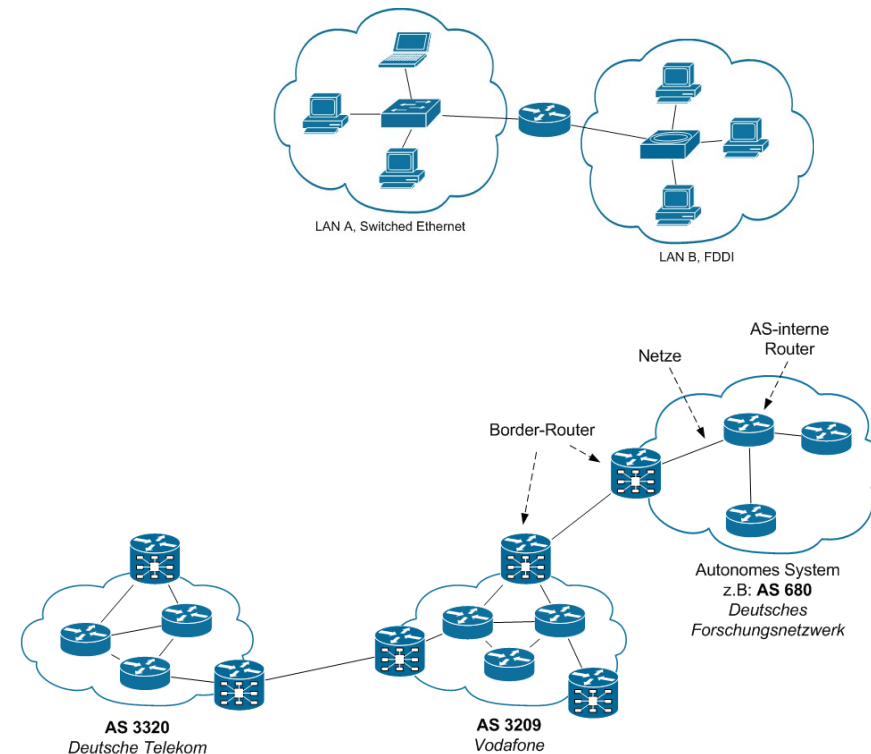 LAN A, Switched Ethernet
LAN B, FDDI
AS-interne
Router
Netze
Border-Router
Autonomes System
z.B: AS 680
Deutsches
Forschungsnetzwerk
AS 3320
Deutsche Telekom
AS 3209
Vodafone